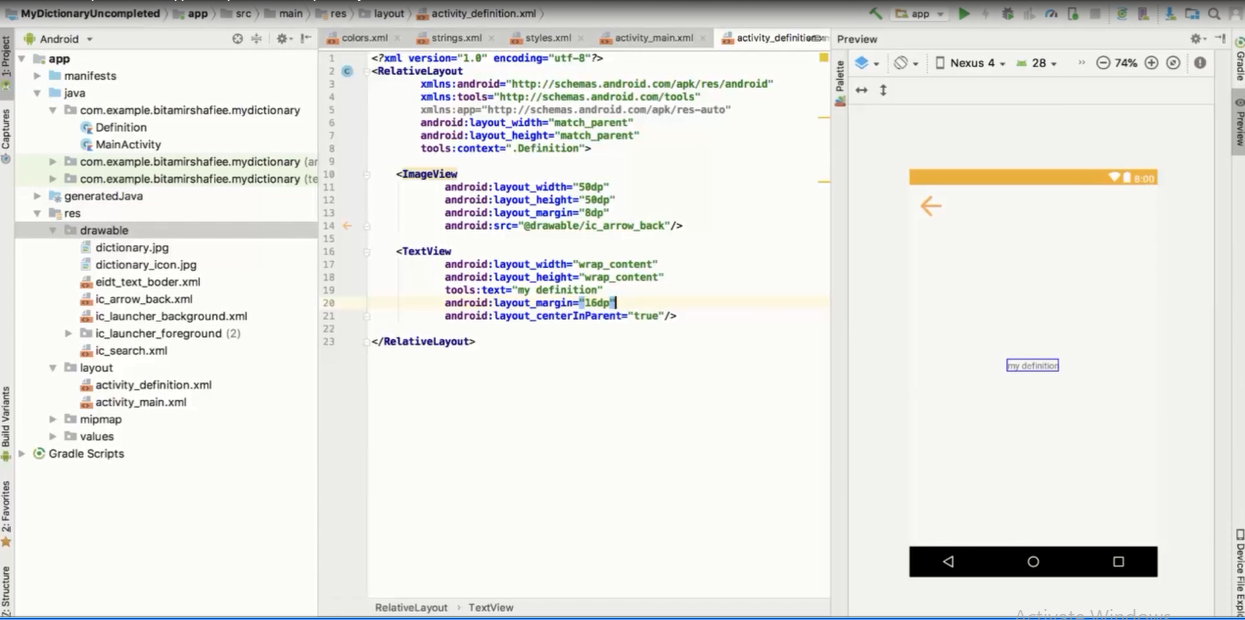 MyDictionaryUncompleted app src main res layout activity_definition.xml
app
Android
colors.xml strings.xml styles.xml activity_main.xml activity_definition
Preview
1: Project
Captures
Build Variants
2: Favorites
Z: Structure
app
manifests
java
com.example.bitamirshafiee.mydictionary
Definition
MainActivity
com.example.bitamirshafiee.mydictionary (ar
com.example.bitamirshafiee.mydictionary (te
generatedJava
res
drawable
dictionary.jpg
dictionary_icon.jpg
eidt_text_boder.xml
ic_arrow_back.xml
ic_launcher_background.xml
ic_launcher_foreground (2)
ic_search.xml
layout
activity_definition.xml
activity_main.xml
mipmap
values
Gradle Scripts
1 <?xml version="1.0" encoding="utf-8"?>
2 <RelativeLayout
3 xmlns:android="http://schemas.android.com/apk/res/android"
4 xmlns:tools="http://schemas.android.com/tools"
5 xmlns:app="http://schemas.android.com/apk/res-auto"
6 android:layout_width="match_parent"
7 android:layout_height="match_parent"
8 tools:context=".Definition">
9
10 <ImageView
11 android:layout_width="50dp"
12 android:layout_height="50dp"
13 android:layout_margin="8dp"
14 android:src="@drawable/ic_arrow_back"/>
15
16 <TextView
17 android:layout_width="wrap_content"
18 android:layout_height="wrap_content"
19 tools:text="my definition"
20 android:layout_margin="16dp"
21 android:layout_centerInParent="true"/>
22
23 </RelativeLayout>
RelativeLayout › TextView
Palette
Nexus 4 28 » 74%
8:00
my definition
Gradle
Preview
Device File Explo
Activate Windows